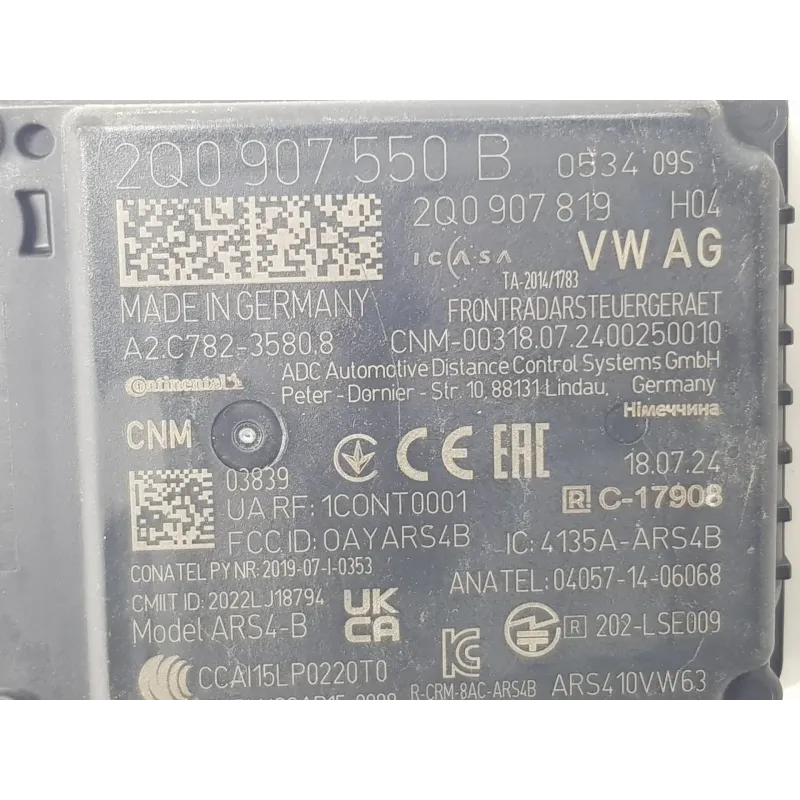 2Q0 907 550 B 0534 09S
2Q0 907 819 H04
ICASA VW AG
TA-2014/1783
MADE IN GERMANY FRONTRADARSTEUERGERAET
A2.C782-3580.8 CNM-00318.07.2400250010
Continental ADC Automotive Distance Control Systems GmbH
Peter - Dornier - Str. 10, 88131 Lindau, Germany
Німеччина
CNM
CE EAC
18.07.24
03839
R C-17908
UA RF: 1CONT0001
FCC ID: OAYARS4B IC: 4135A-ARS4B
CONATEL PY NR: 2019-07-I-0353
ANATEL: 04057-14-06068
CMIT ID: 2022LJ18794
UK
CA
Model ARS4-B
R 202-LSE009
CCAI15LP0220T0
R-CRM-8AC-ARS4B ARS410VW63